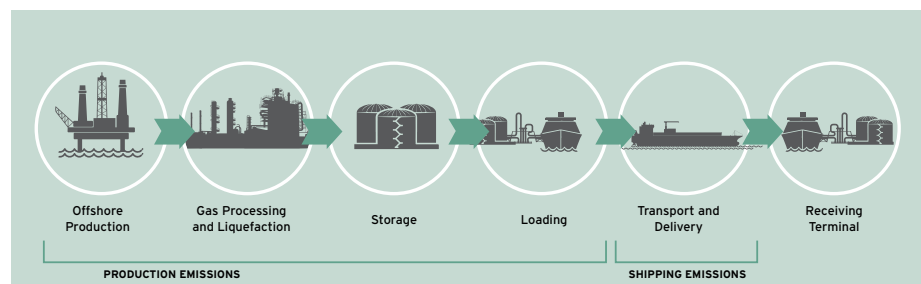 Offshore
Production
Gas Processing
and Liquefaction
Storage
Loading
Transport and
Delivery
Receiving
Terminal
PRODUCTION EMISSIONS
SHIPPING EMISSIONS